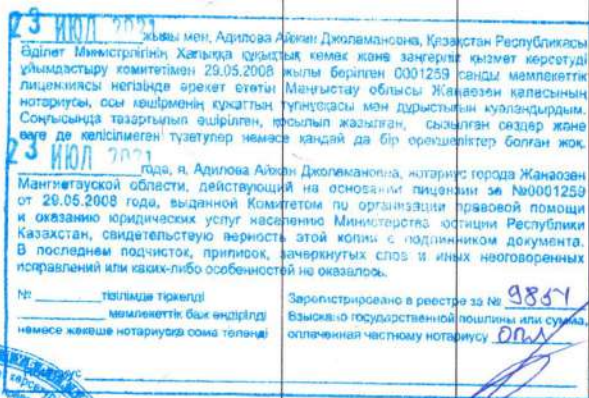 23 ИЮЛ 2021 жылы мен, Адилова Айжан Джоламановна, Қазақстан Республикасы
Әділет Министрлігінің Халыққа құқықтық көмек және заңгерлік қызмет көрсетуді
ұйымдастыру комитетімен 29.05.2008 жылы берілген 0001259 санды мемлекеттік
лицензиясы негізінде әрекет ететін Маңғыстау облысы Жаңаөзен қаласының
нотариусы, осы көшірменің құжаттың түпнұсқасы мен дұрыстығын куәландырдым.
Соңғысында тазартылып өшірілген, қосылып жазылған, сызылған сөздер және
өзге де келісілмеген түзетулер немесе қандай да бір ерекшеліктер болған жоқ.
23 ИЮЛ 2021 года, я, Адилова Айжан Джоламановна, нотариус города Жанаозен
Мангистауской области, действующий на основании лицензии за №0001259
от 29.05.2008 года, выданной Комитетом по организации правовой помощи
и оказанию юридических услуг населению Министерства юстиции Республики
Казахстан, свидетельствую верность этой копии с подлинником документа.
В последнем подчисток, приписок, зачеркнутых слов и иных неоговоренных
исправлений или каких-либо особенностей не оказалось.
№ тізілімде тіркелді Зарегистрировано в реестре за №
мемлекеттік баж өндірілді Взыскано государственной пошлины или сумма,
немесе жекеше нотариусқа сома төленді оплаченная частному нотариусу ОПЛ